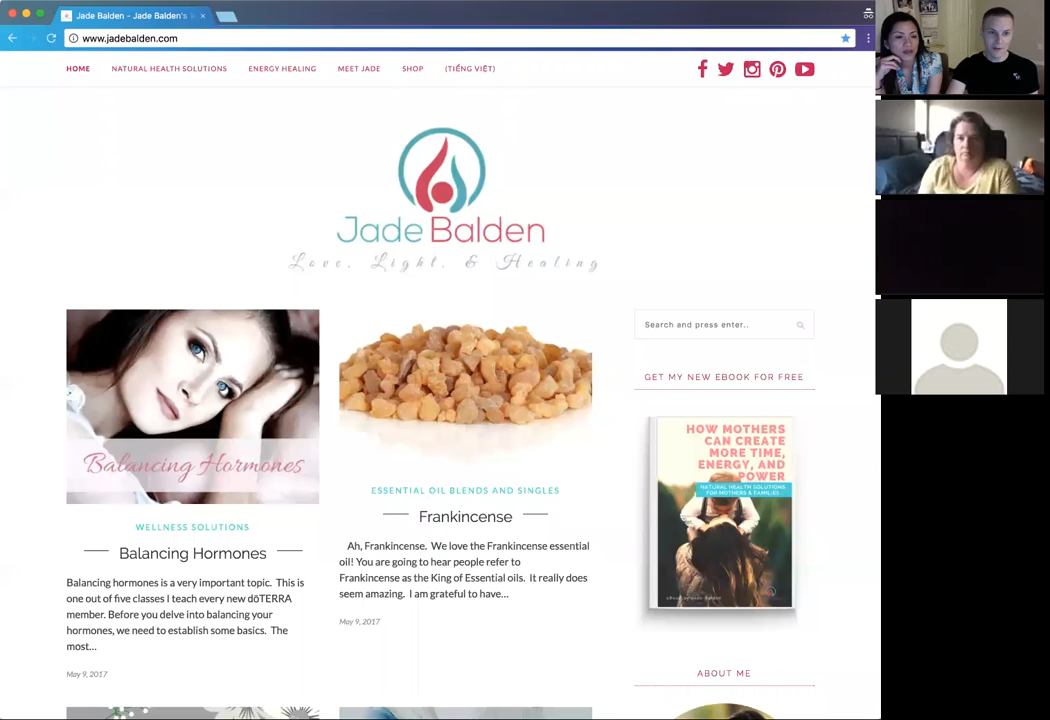 Jade Balden - Jade Balden's
www.jadebalden.com
HOME NATURAL HEALTH SOLUTIONS ENERGY HEALING MEET JADE SHOP (TIẾNG VIỆT)
Jade Balden
Love, Light, & Healing
Balancing Hormones
WELLNESS SOLUTIONS
Balancing Hormones
Balancing hormones is a very important topic. This is
one out of five classes I teach every new dōTERRA
member. Before you delve into balancing your
hormones, we need to establish some basics. The
most...
May 9, 2017
ESSENTIAL OIL BLENDS AND SINGLES
Frankincense
Ah, Frankincense. We love the Frankincense essential
oil! You are going to hear people refer to
Frankincense as the King of Essential oils. It really does
seem amazing. I am grateful to have...
May 9, 2017
Search and press enter..
GET MY NEW EBOOK FOR FREE
HOW MOTHERS
CAN CREATE
MORE TIME,
ENERGY, AND
POWER
NATURAL HEALTH SOLUTIONS
FOR MOTHERS & FAMILIES
ABOUT ME